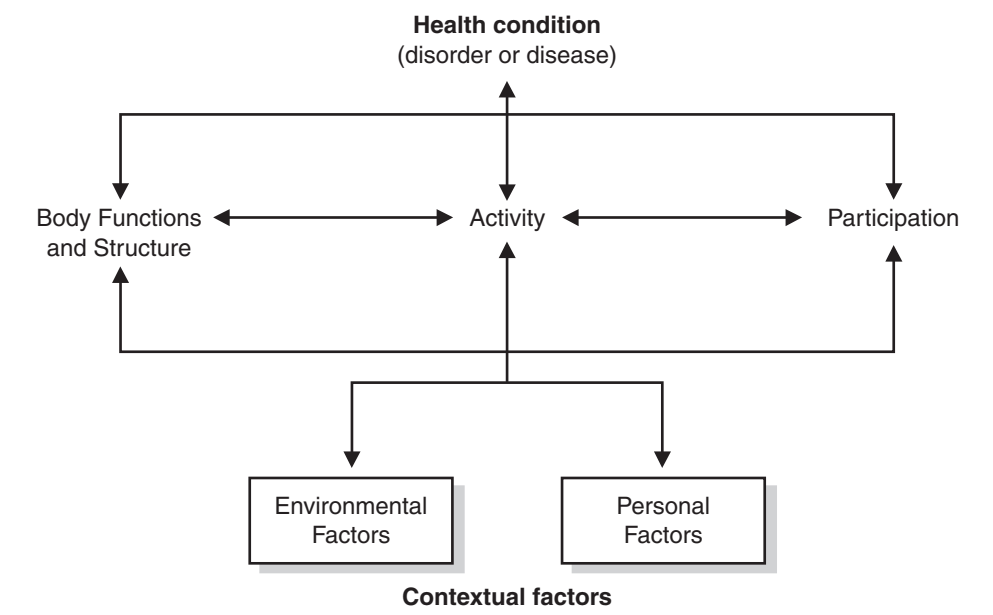 Health condition
(disorder or disease)
Body Functions
and Structure
Activity
Participation
Environmental
Factors
Personal
Factors
Contextual factors